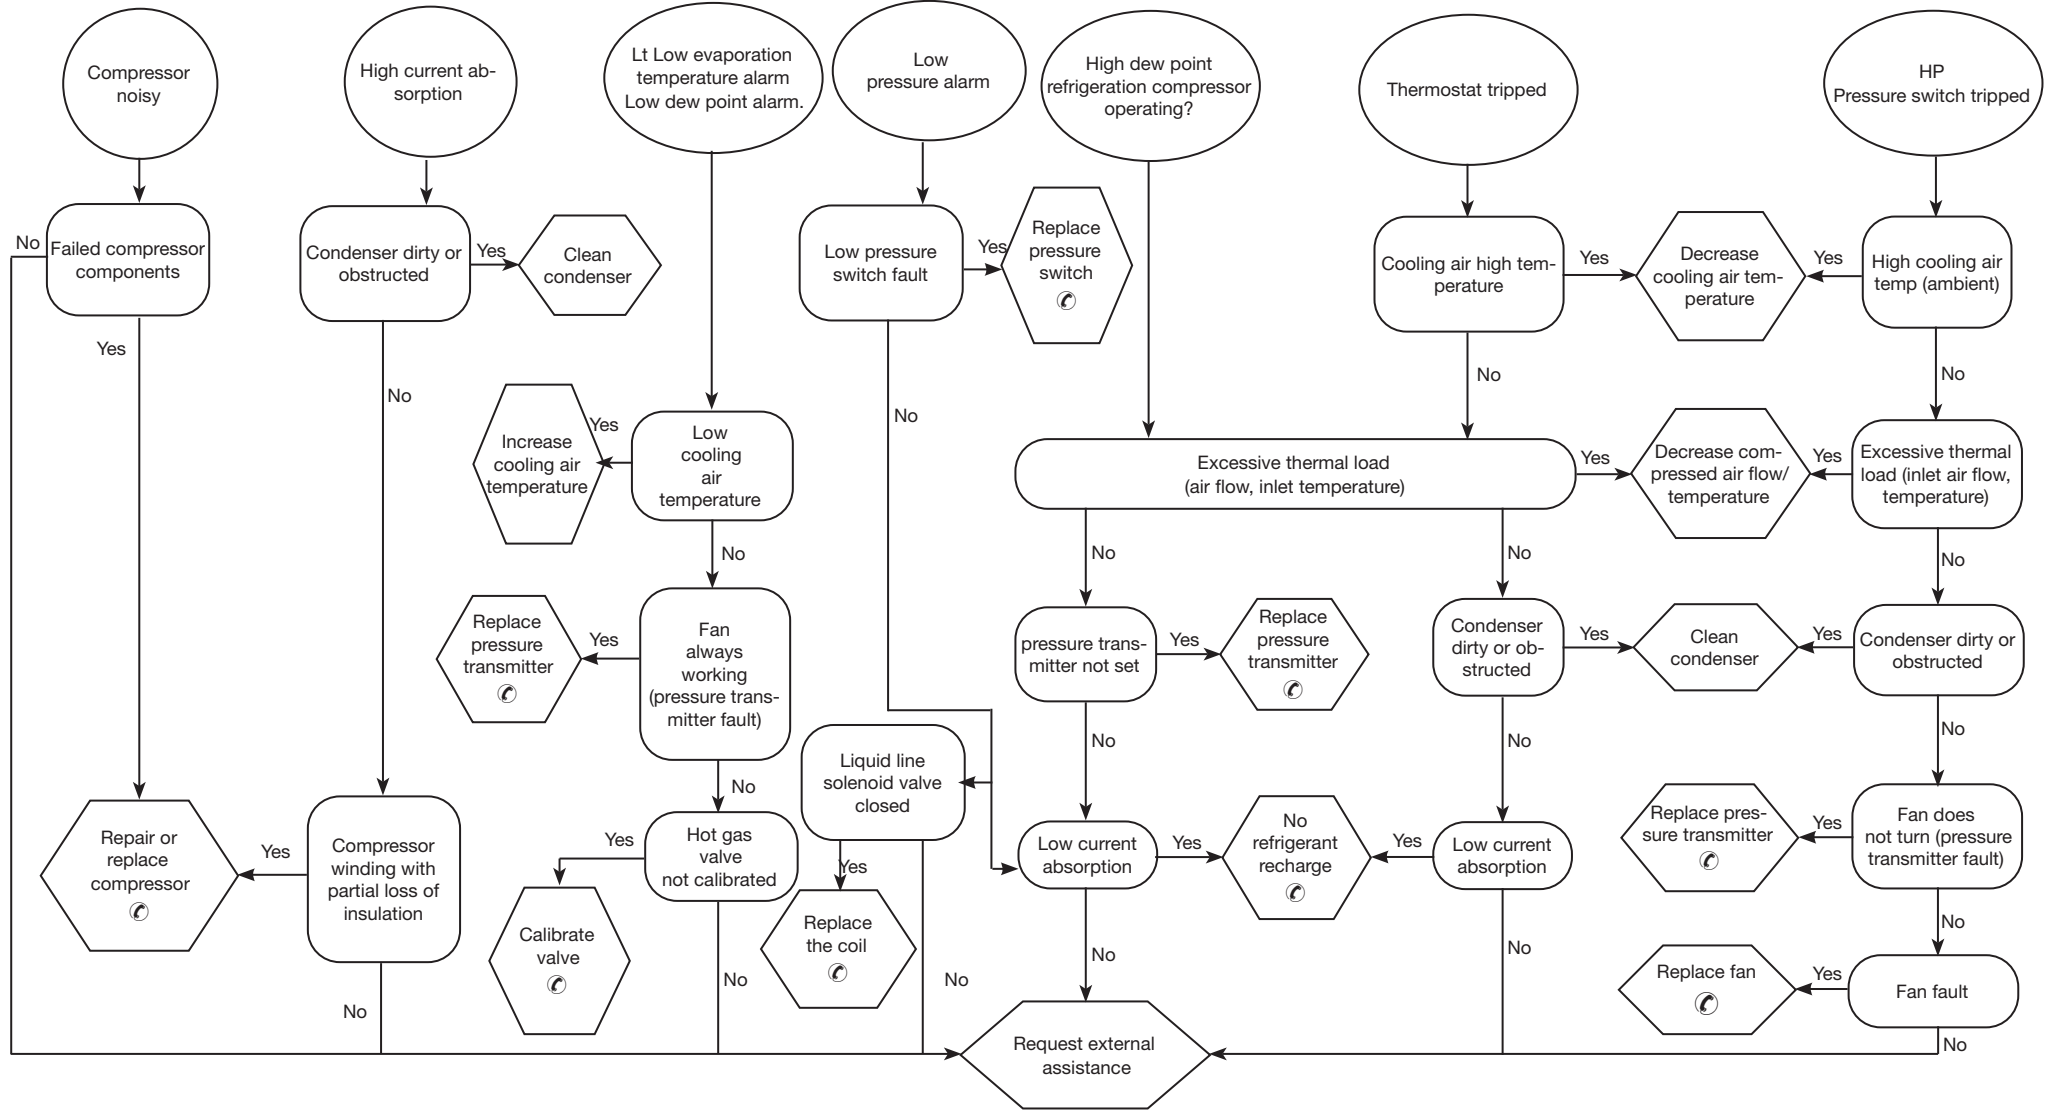 Compressor
noisy
High current ab-
sorption
Lt Low evaporation
temperature alarm
Low dew point alarm.
Low
pressure alarm
High dew point
refrigeration compressor
operating?
Thermostat tripped
HP
Pressure switch tripped
No
Failed compressor
components
Yes
Condenser dirty or
obstructed
Yes
Clean
condenser
No
Low pressure
switch fault
Yes
Replace
pressure
switch
No
Cooling air high tem-
perature
Yes
Decrease
cooling air tem-
perature
Yes
High cooling air
temp (ambient)
No
No
Increase
cooling air
temperature
Yes
Low
cooling
air
temperature
No
Excessive thermal load
(air flow, inlet temperature)
Yes
Decrease com-
pressed air flow/
temperature
Yes
Excessive thermal
load (inlet air flow,
temperature)
No
No
No
Replace
pressure
transmitter
Yes
Fan
always
working
(pressure trans-
mitter fault)
No
pressure trans-
mitter not set
Yes
Replace
pressure
transmitter
No
Condenser
dirty or ob-
structed
Yes
Clean
condenser
Yes
Condenser dirty or
obstructed
No
No
Liquid line
solenoid valve
closed
Yes
Replace
the coil
No
Repair or
replace
compressor
Yes
Compressor
winding with
partial loss of
insulation
No
Yes
Hot gas
valve
not calibrated
Calibrate
valve
No
Low current
absorption
Yes
No
refrigerant
recharge
Yes
Low current
absorption
No
No
Replace pres-
sure transmitter
Yes
Fan does
not turn (pressure
transmitter fault)
No
Replace fan
Yes
Fan fault
No
Request external
assistance